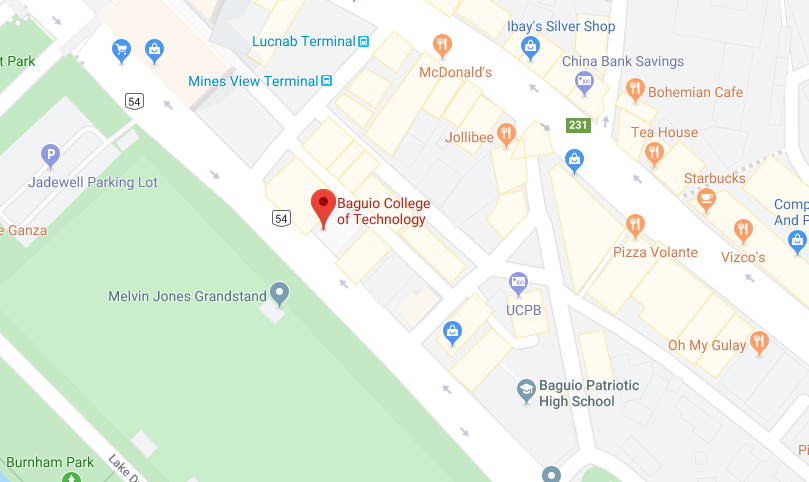 Ibay's Silver Shop
Lucnab Terminal
China Bank Savings
t Park
McDonald's
Mines View Terminal
Bohemian Cafe
54
231
Tea House
Jollibee
P
Jadewell Parking Lot
Starbucks
Baguio College
of Technology
Comp
And P
54
e Ganza
Pizza Volante
Vizco's
Melvin Jones Grandstand
UCPB
Oh My Gulay
Baguio Patriotic
High School
Pi
Burnham Park
Lake D